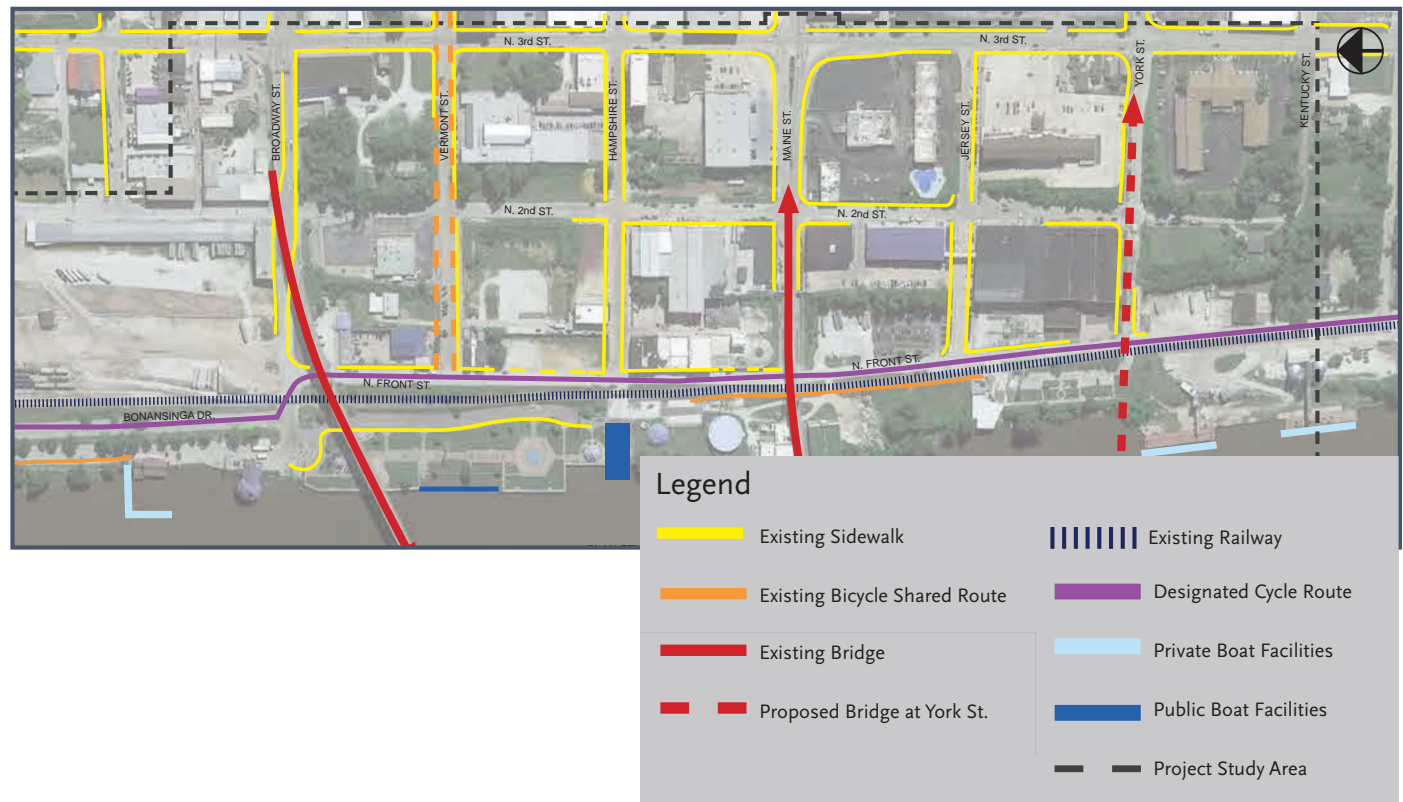 N. 3rd ST.
N. 3rd ST.
BROADWAY ST.
VERMONT ST.
HAMPSHIRE ST.
MAINE ST.
JERSEY ST.
YORK ST.
KENTUCKY ST.
N. 2nd ST.
N. 2nd ST.
N. FRONT ST.
N. FRONT ST.
BONANSINGA DR.
Legend
Existing Sidewalk
Existing Bicycle Shared Route
Existing Bridge
Proposed Bridge at York St.
Existing Railway
Designated Cycle Route
Private Boat Facilities
Public Boat Facilities
Project Study Area